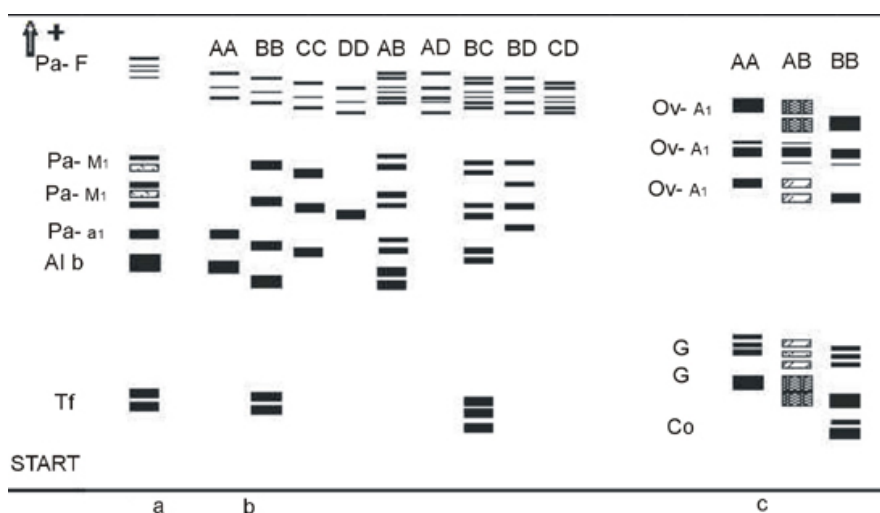 +
Pa- F
AA BB CC DD AB AD BC BD CD
AA AB BB
Ov- A1
Pa- M1
Ov- A1
Pa- M1
Ov- A1
Pa- a1
Al b
G
G
Tf
Co
START
a b c